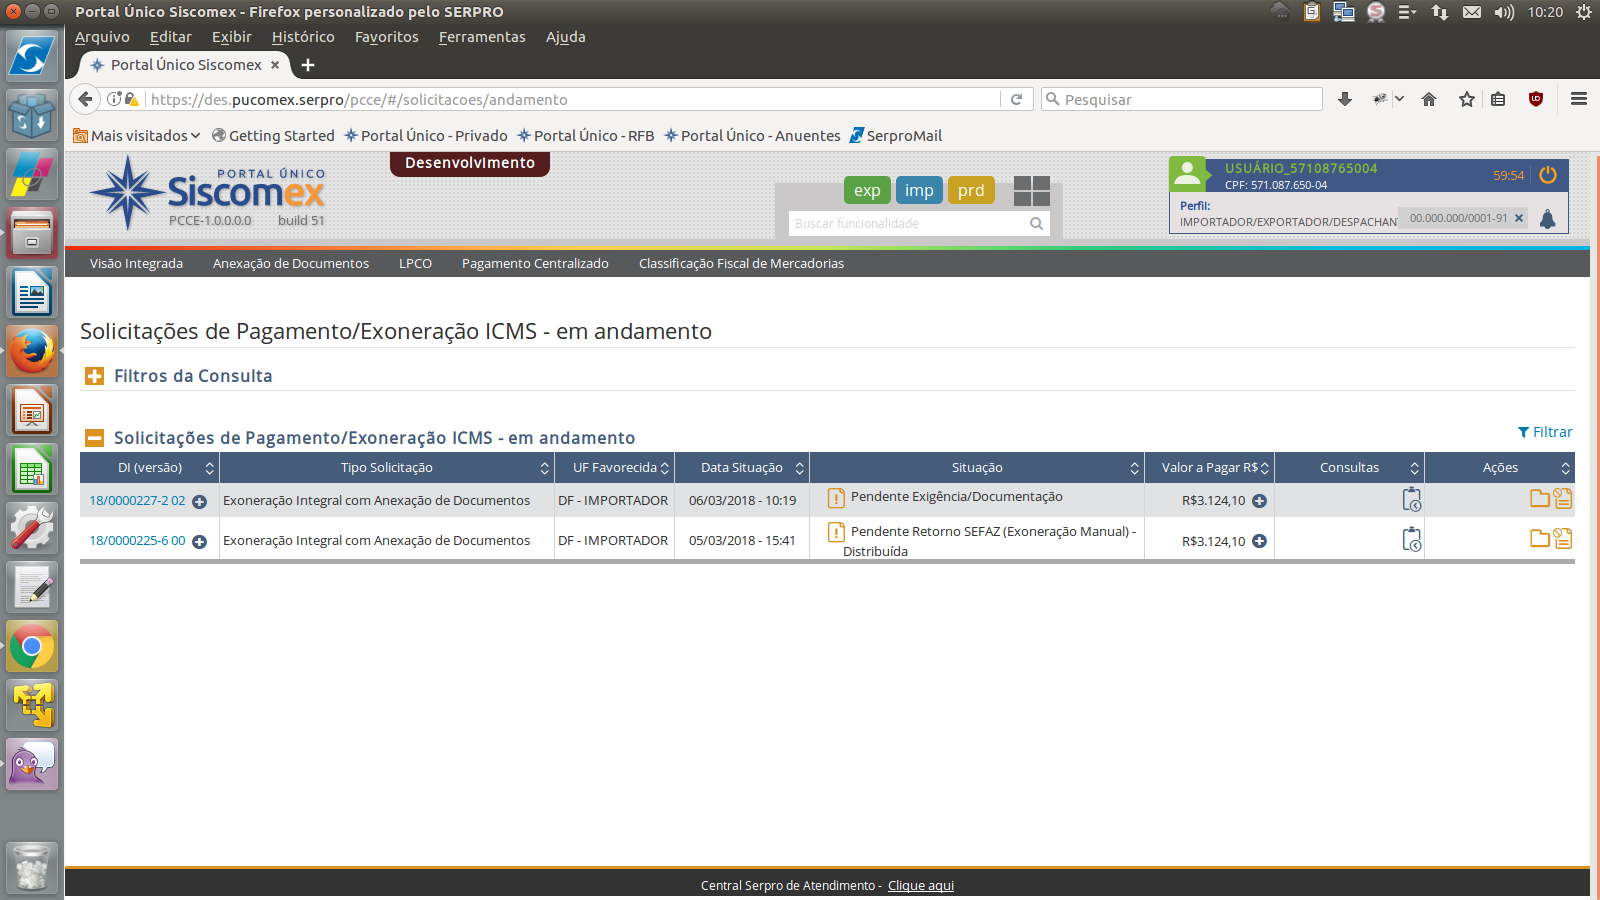 Portal Único Siscomex - Firefox personalizado pelo SERPRO
10:20
Arquivo Editar Exibir Histórico Favoritos Ferramentas Ajuda
Portal Único Siscomex
https://des.pucomex.serpro/pcce/#/solicitacoes/andamento
Pesquisar
Mais visitados Getting Started Portal Único - Privado Portal Único - RFB Portal Único - Anuentes SerproMail
Desenvolvimento
PORTAL ÚNICO
Siscomex
PCCE-1.0.0.0.0 build 51
exp imp prd
Buscar funcionalidade
USUÁRIO_57108765004
CPF: 571.087.650-04
59:54
Perfil:
IMPORTADOR/EXPORTADOR/DESPACHAN
00.000.000/0001-91
Visão Integrada Anexação de Documentos LPCO Pagamento Centralizado Classificação Fiscal de Mercadorias
Solicitações de Pagamento/Exoneração ICMS - em andamento
Filtros da Consulta
Solicitações de Pagamento/Exoneração ICMS - em andamento
Filtrar
DI (versão) Tipo Solicitação UF Favorecida Data Situação Situação Valor a Pagar R$ Consultas Ações
18/0000227-2 02 Exoneração Integral com Anexação de Documentos DF - IMPORTADOR 06/03/2018 - 10:19 Pendente Exigência/Documentação R$3.124,10
18/0000225-6 00 Exoneração Integral com Anexação de Documentos DF - IMPORTADOR 05/03/2018 - 15:41 Pendente Retorno SEFAZ (Exoneração Manual) - R$3.124,10
Distribuída
Central Serpro de Atendimento - Clique aqui